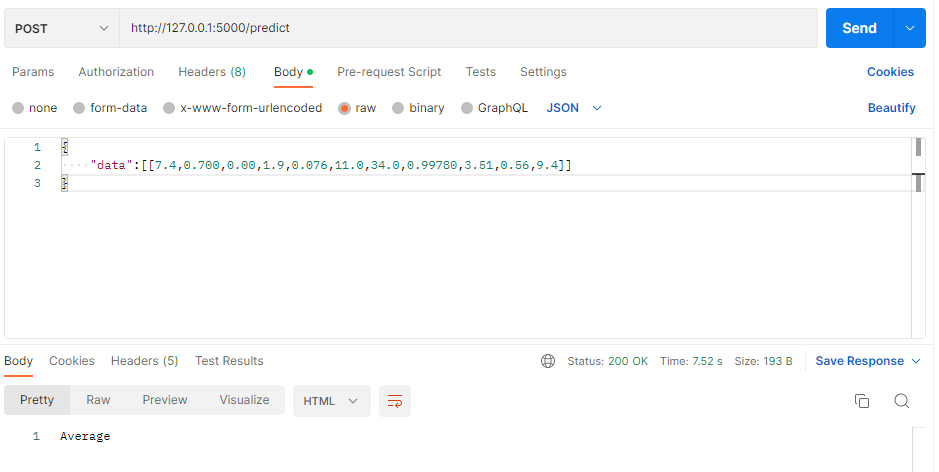 POST http://127.0.0.1:5000/predict Send
Params Authorization Headers (8) Body Pre-request Script Tests Settings Cookies
none form-data x-www-form-urlencoded raw binary GraphQL JSON Beautify
1 {
2 "data":[[7.4,0.700,0.00,1.9,0.076,11.0,34.0,0.99780,3.51,0.56,9.4]]
3 }
Body Cookies Headers (5) Test Results Status: 200 OK Time: 7.52 s Size: 193 B Save Response
Pretty Raw Preview Visualize HTML
1 Average